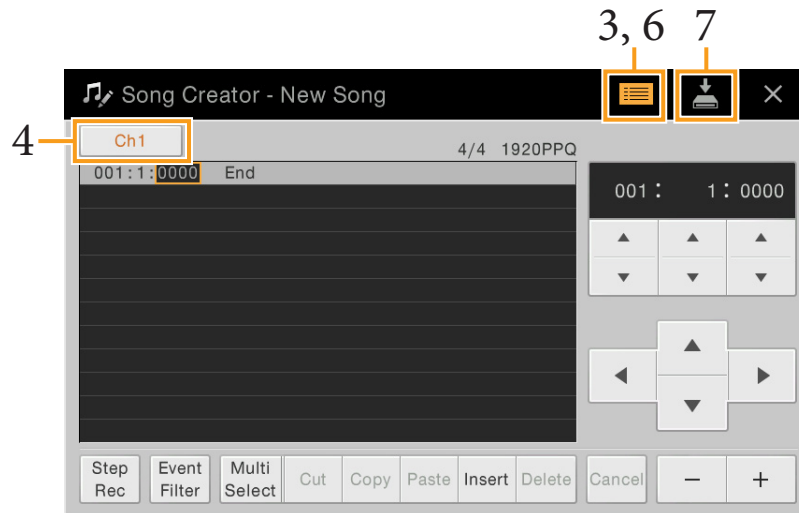 3, 6 7
Song Creator - New Song
4
Ch1
4/4 1920PPQ
001:1:0000 End
001: 1:0000
Step Rec
Event Filter
Multi Select
Cut
Copy
Paste
Insert
Delete
Cancel
− +